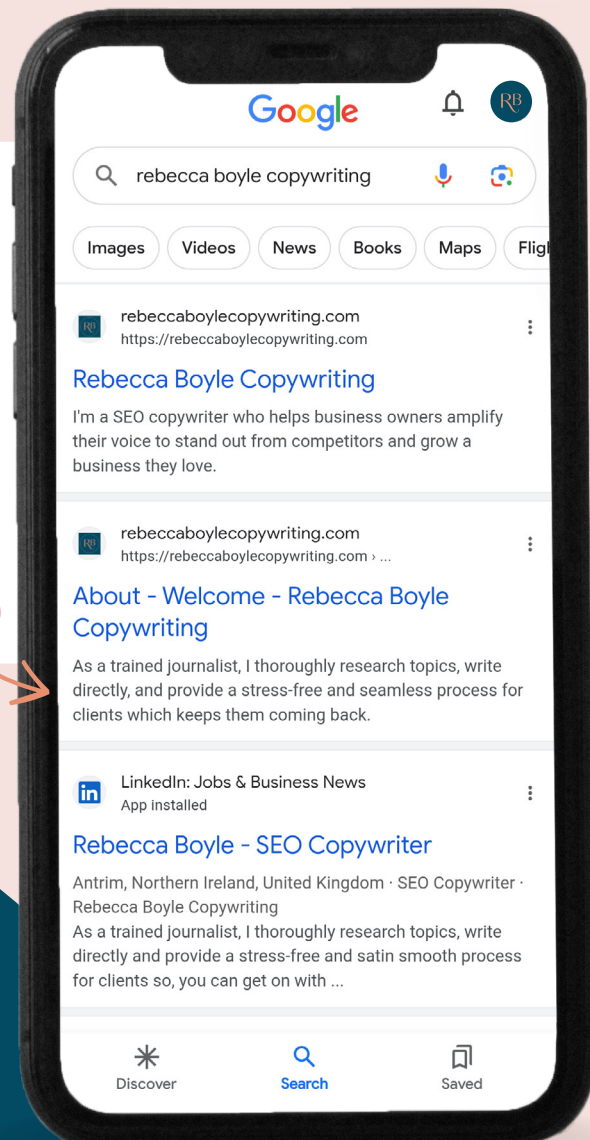 Google
RB
rebecca boyle copywriting
Images Videos News Books Maps Fligh
RB
rebeccaboylecopywriting.com
https://rebeccaboylecopywriting.com
Rebecca Boyle Copywriting
I'm a SEO copywriter who helps business owners amplify
their voice to stand out from competitors and grow a
business they love.
RB
rebeccaboylecopywriting.com
https://rebeccaboylecopywriting.com › ...
About - Welcome - Rebecca Boyle
Copywriting
As a trained journalist, I thoroughly research topics, write
directly, and provide a stress-free and seamless process for
clients which keeps them coming back.
in
LinkedIn: Jobs & Business News
App installed
Rebecca Boyle - SEO Copywriter
Antrim, Northern Ireland, United Kingdom · SEO Copywriter ·
Rebecca Boyle Copywriting
As a trained journalist, I thoroughly research topics, write
directly and provide a stress-free and satin smooth process
for clients so, you can get on with ...
Discover Search Saved